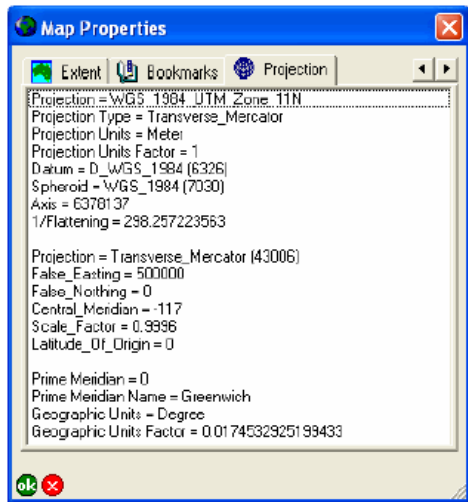 Map Properties
Extent Bookmarks Projection
Projection = WGS_1984_UTM_Zone_11N
Projection Type = Transverse_Mercator
Projection Units = Meter
Projection Units Factor = 1
Datum = D_WGS_1984 (6326)
Spheroid = WGS_1984 (7030)
Axis = 6378137
1/Flattening = 298.257223563
Projection = Transverse_Mercator (43006)
False_Easting = 500000
False_Northing = 0
Central_Meridian = -117
Scale_Factor = 0.9996
Latitude_Of_Origin = 0
Prime Meridian = 0
Prime Meridian Name = Greenwich
Geographic Units = Degree
Geographic Units Factor = 0.0174532925199433
ok